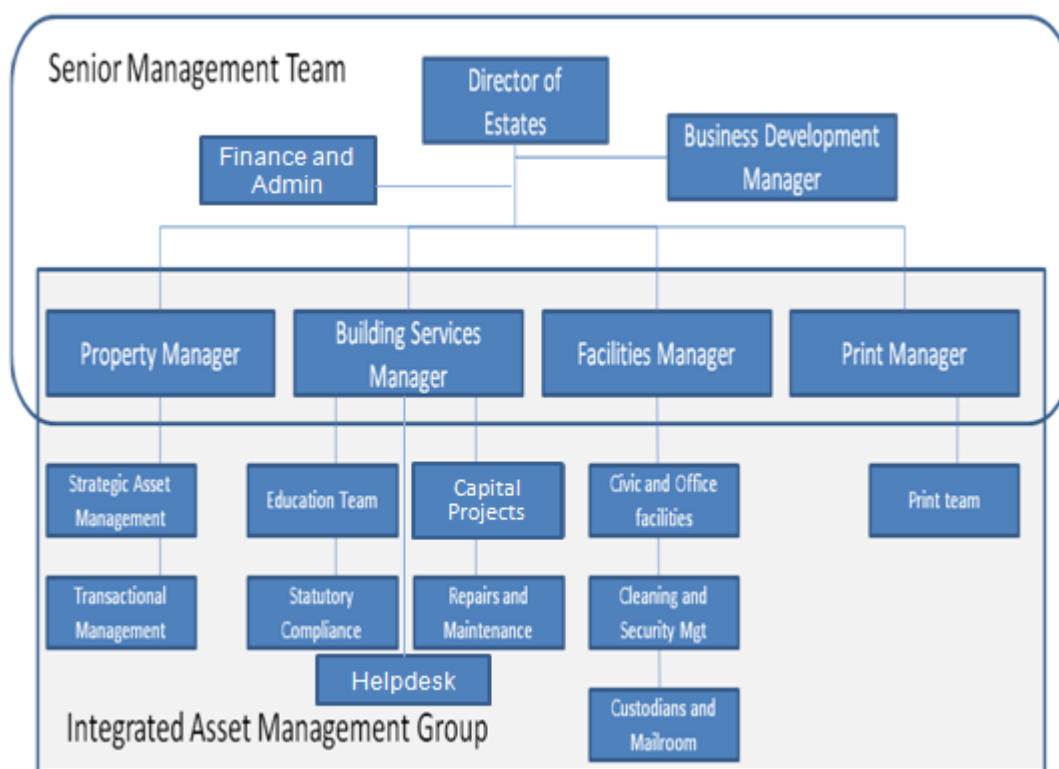 Senior Management Team
Director of
Estates
Business Development
Manager
Finance and
Admin
Property Manager
Building Services
Manager
Facilities Manager
Print Manager
Strategic Asset
Management
Education Team
Capital
Projects
Civic and Office
facilities
Print team
Transactional
Management
Statutory
Compliance
Repairs and
Maintenance
Cleaning and
Security Mgt
Helpdesk
Custodians and
Mailroom
Integrated Asset Management Group